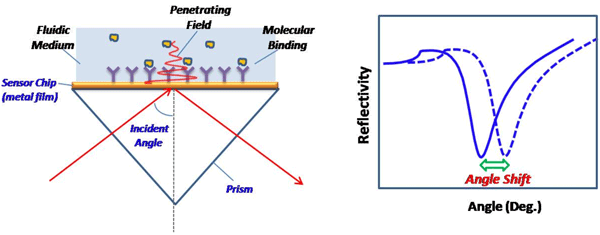 Fluidic
Medium
Penetrating
Field
Molecular
Binding
Sensor Chip
(metal film)
Incident
Angle
Prism
Reflectivity
Angle Shift
Angle (Deg.)